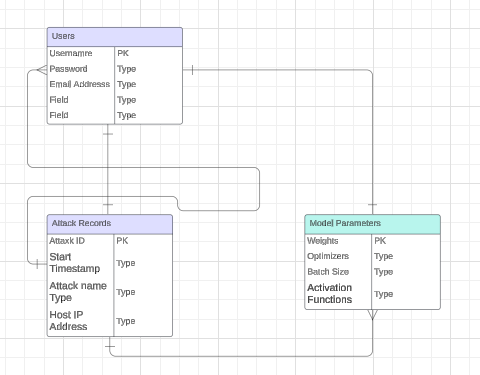 Users
Usernamre PK
Password Type
Email Addresss Type
Field Type
Field Type
Attack Records
Attaxk ID PK
Start
Timestamp
Type
Attack name
Type
Type
Host IP
Address
Type
Model Parameters
Weights PK
Optimizers Type
Batch Size Type
Activation
Functions
Type